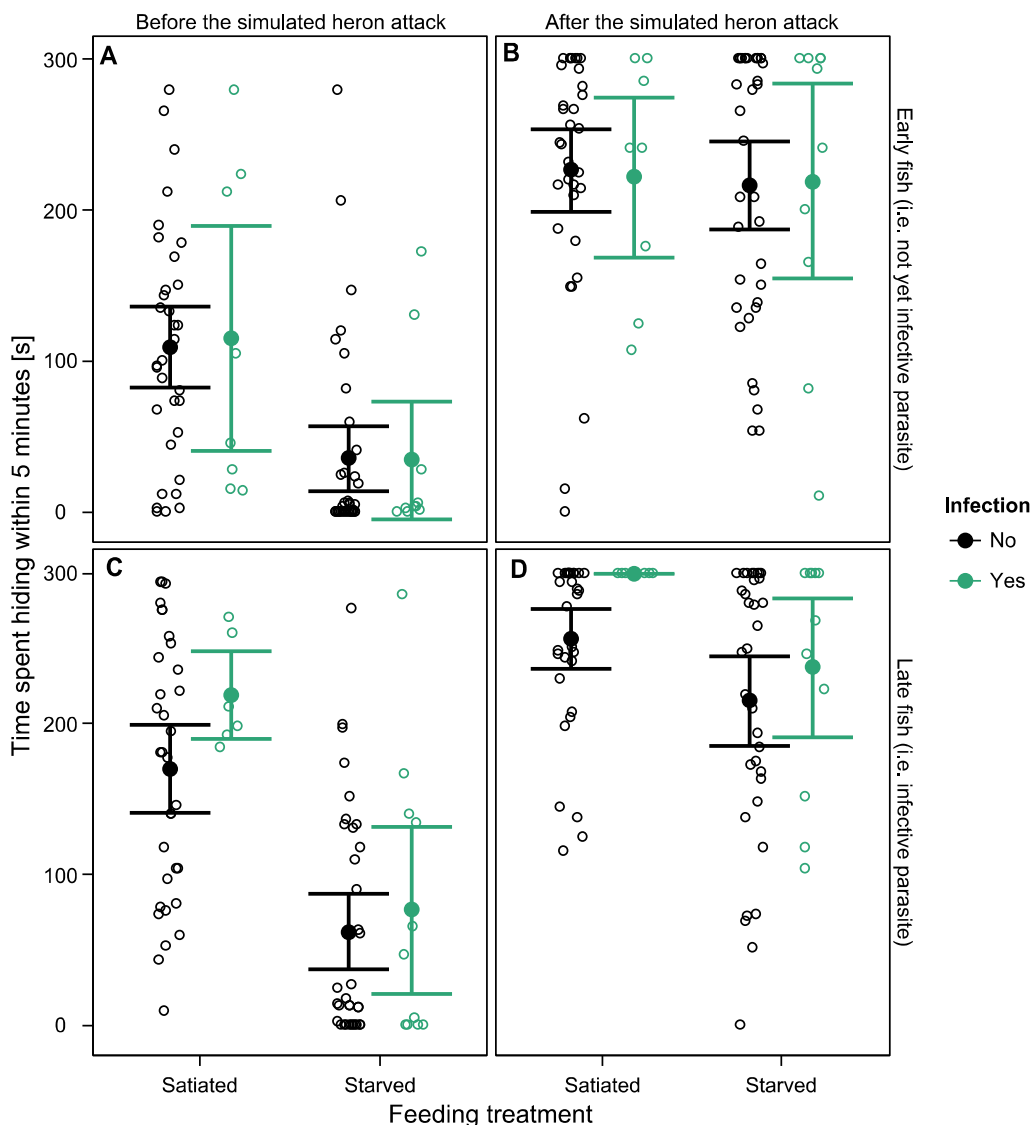 Before the simulated heron attack
After the simulated heron attack
A
B
300
200
100
0
Early fish (i.e. not yet infective parasite)
C
D
300
200
100
0
Late fish (i.e. infective parasite)
Time spent hiding within 5 minutes [s]
Infection
No
Yes
Satiated
Starved
Satiated
Starved
Feeding treatment